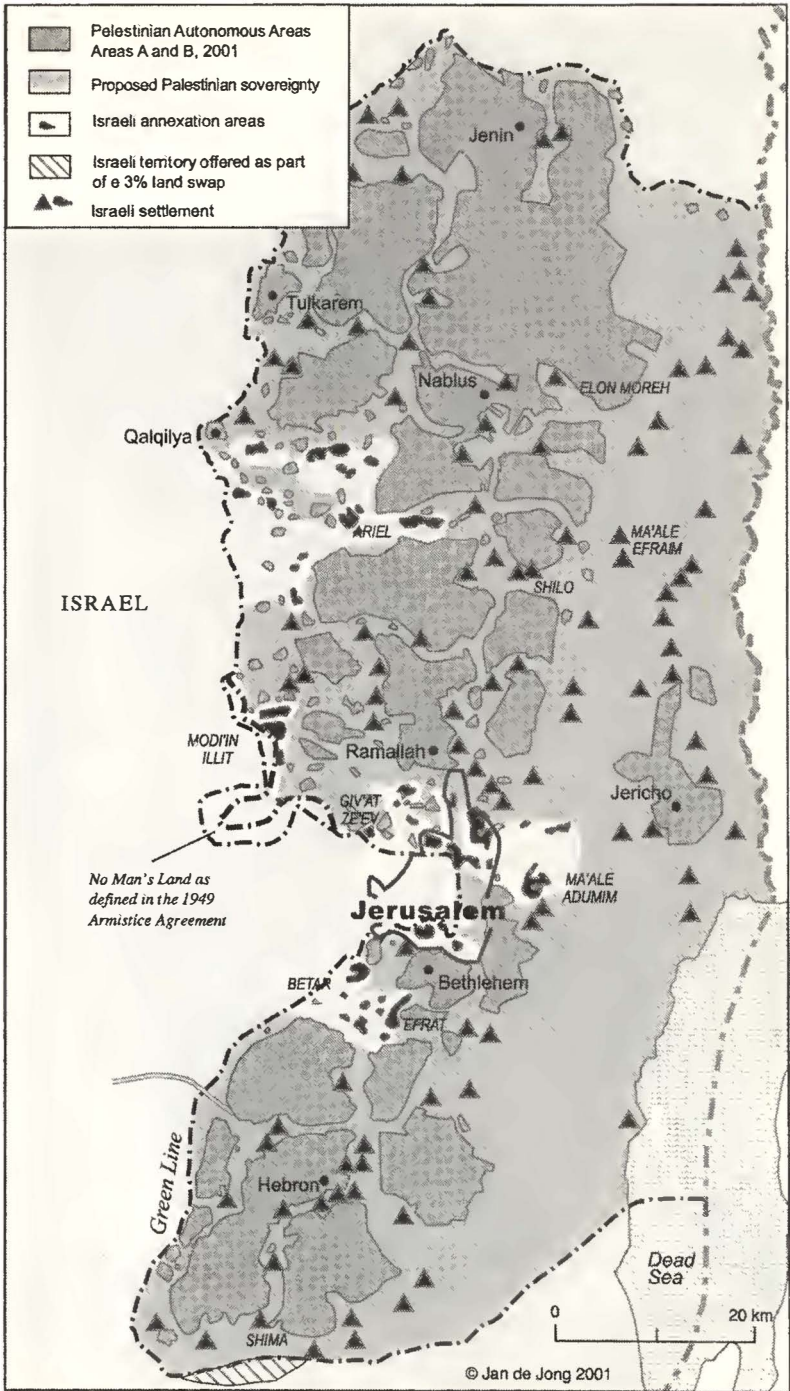 Palestinian Autonomous Areas
Areas A and B, 2001
Proposed Palestinian sovereignty
Israeli annexation areas
Israeli territory offered as part
of e 3% land swap
Israeli settlement
Jenin
Tulkarem
Nablus
ELON MOREH
Qalqilya
ARIEL
MA'ALE
EFRAIM
ISRAEL
SHILO
MODI'IN
ILLIT
Ramallah
Jericho
GIV'AT
ZE'EV
No Man's Land as
defined in the 1949
Armistice Agreement
MA'ALE
ADUMIM
Jerusalem
BETAR
Bethlehem
EFRAT
Green Line
Hebron
Dead
Sea
0
20 km
SHIMA
© Jan de Jong 2001